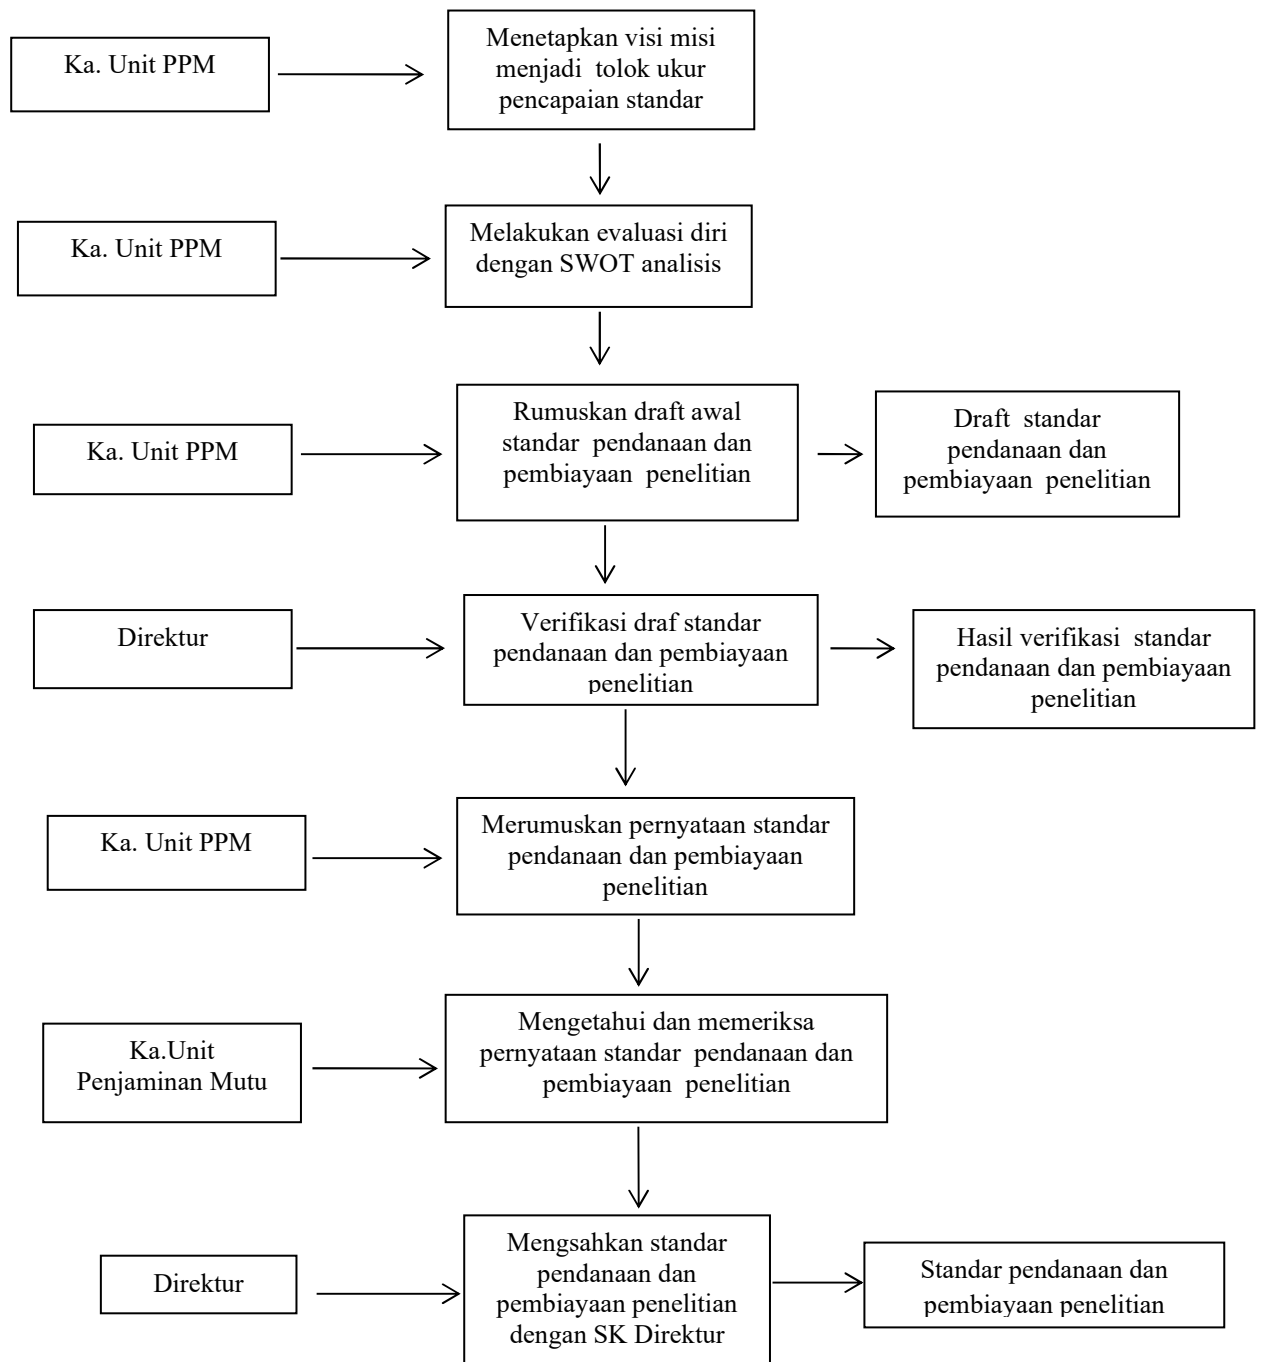 Ka. Unit PPM
Menetapkan visi misi
menjadi tolok ukur
pencapaian standar
Ka. Unit PPM
Melakukan evaluasi diri
dengan SWOT analisis
Ka. Unit PPM
Rumuskan draft awal
standar pendanaan dan
pembiayaan penelitian
Draft standar
pendanaan dan
pembiayaan penelitian
Direktur
Verifikasi draf standar
pendanaan dan pembiayaan
penelitian
Hasil verifikasi standar
pendanaan dan pembiayaan
penelitian
Ka. Unit PPM
Merumuskan pernyataan standar
pendanaan dan pembiayaan
penelitian
Ka.Unit
Penjaminan Mutu
Mengetahui dan memeriksa
pernyataan standar pendanaan dan
pembiayaan penelitian
Direktur
Mengsahkan standar
pendanaan dan
pembiayaan penelitian
dengan SK Direktur
Standar pendanaan dan
pembiayaan penelitian